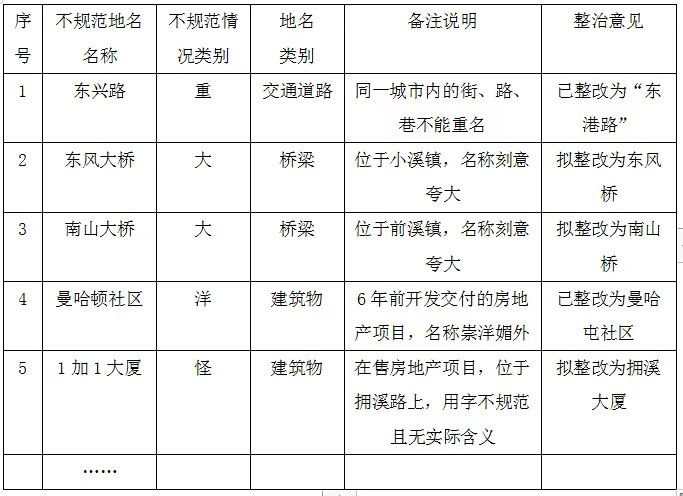 序号 不规范地名名称 不规范情况类别 地名类别 备注说明 整治意见
1 东兴路 重 交通道路 同一城市内的街、路、巷不能重名 已整改为“东港路”
2 东风大桥 大 桥梁 位于小溪镇，名称刻意夸大 拟整改为东风桥
3 南山大桥 大 桥梁 位于前溪镇，名称刻意夸大 拟整改为南山桥
4 曼哈顿社区 洋 建筑物 6年前开发交付的房地产项目，名称崇洋媚外 已整改为曼哈屯社区
5 1加1大厦 怪 建筑物 在售房地产项目，位于拥溪路上，用字不规范且无实际含义 拟整改为拥溪大厦
……